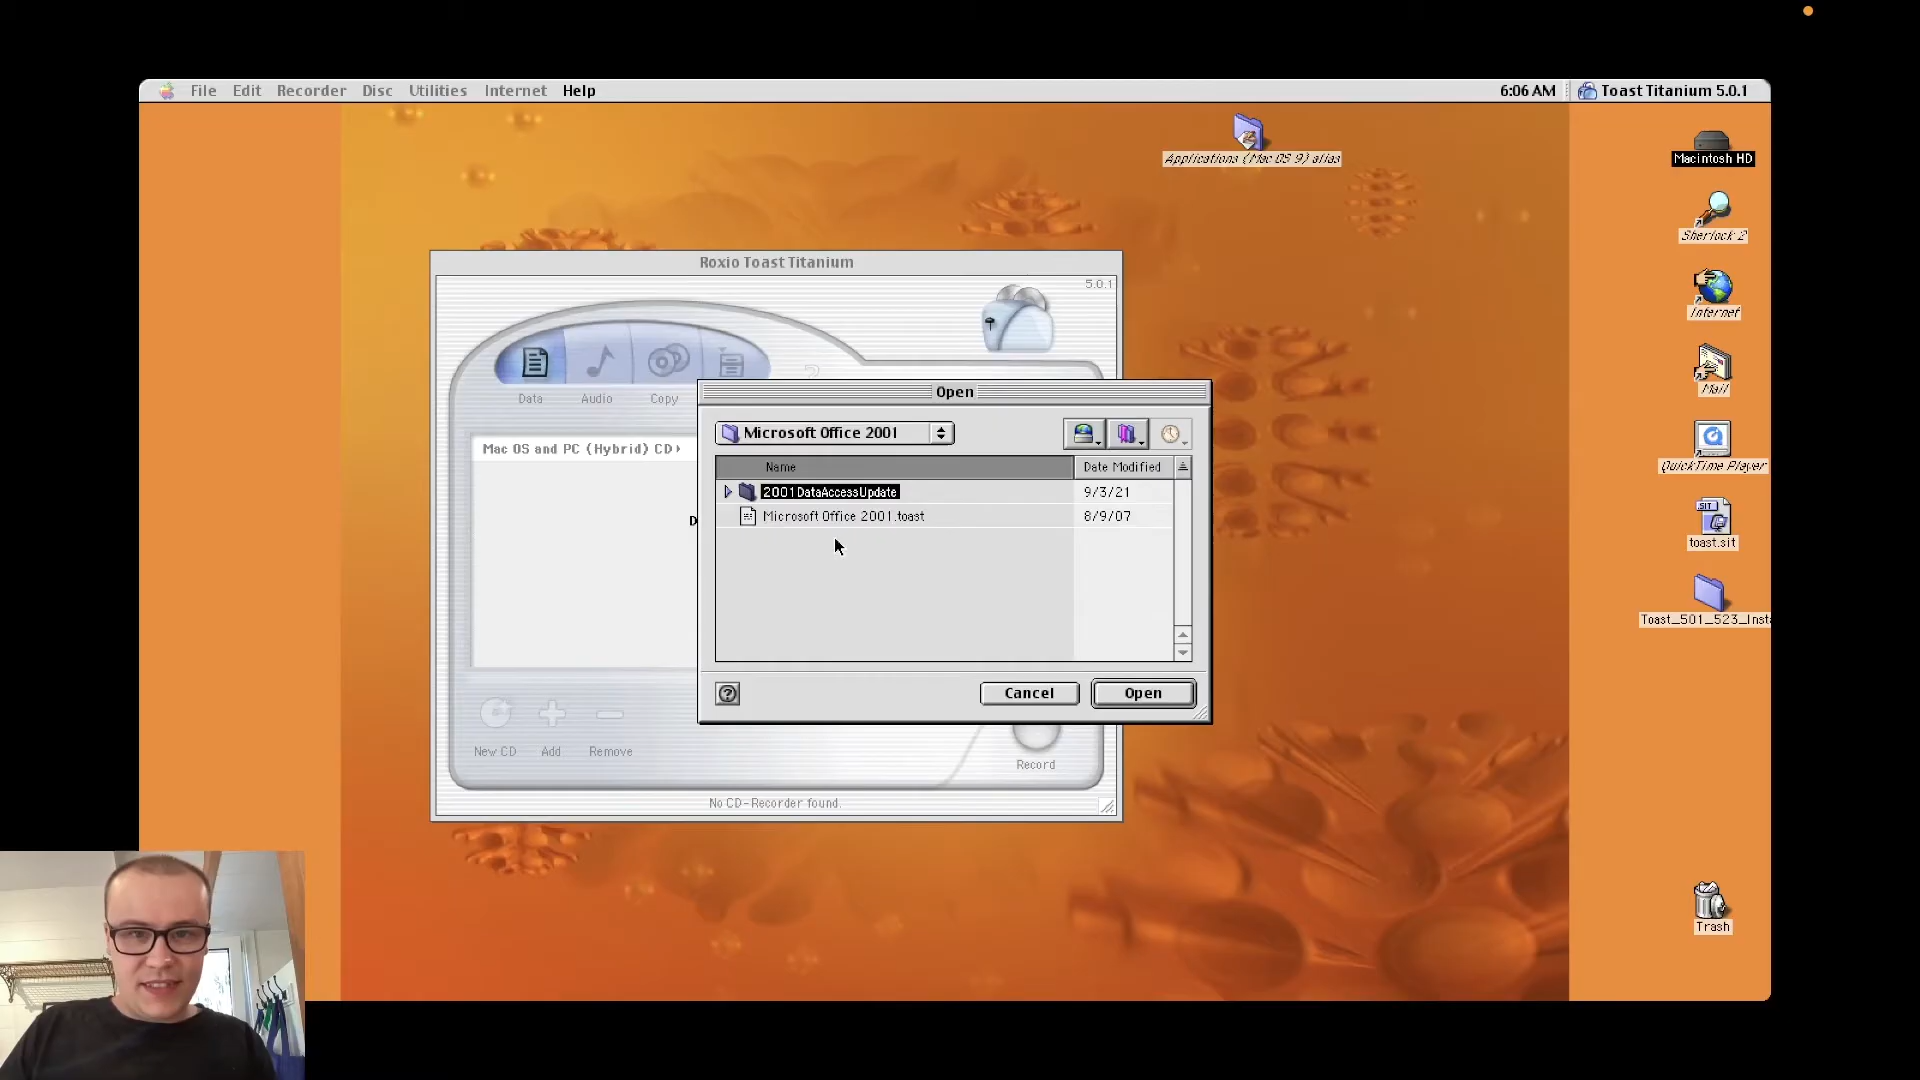 File Edit Recorder Disc Utilities Internet Help
6:06 AM
Toast Titanium 5.0.1
Applications (Mac OS 9) alias
Macintosh HD
Sherlock 2
Internet
Mail
QuickTime Player
.SIT
toast.sit
Toast_501_523_Inst
Trash
Roxio Toast Titanium
5.0.1
Data Audio Copy
Mac OS and PC (Hybrid) CD
D
New CD Add Remove
Record
No CD-Recorder found.
Open
Microsoft Office 2001
Name Date Modified
2001DataAccessUpdate 9/3/21
Microsoft Office 2001.toast 8/9/07
?
Cancel Open